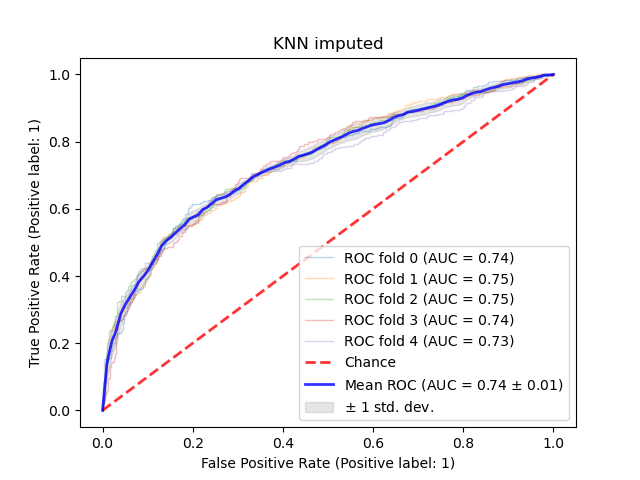 KNN imputed
True Positive Rate (Positive label: 1)
1.0
0.8
0.6
0.4
0.2
0.0
ROC fold 0 (AUC = 0.74)
ROC fold 1 (AUC = 0.75)
ROC fold 2 (AUC = 0.75)
ROC fold 3 (AUC = 0.74)
ROC fold 4 (AUC = 0.73)
Chance
Mean ROC (AUC = 0.74 ± 0.01)
± 1 std. dev.
0.0 0.2 0.4 0.6 0.8 1.0
False Positive Rate (Positive label: 1)